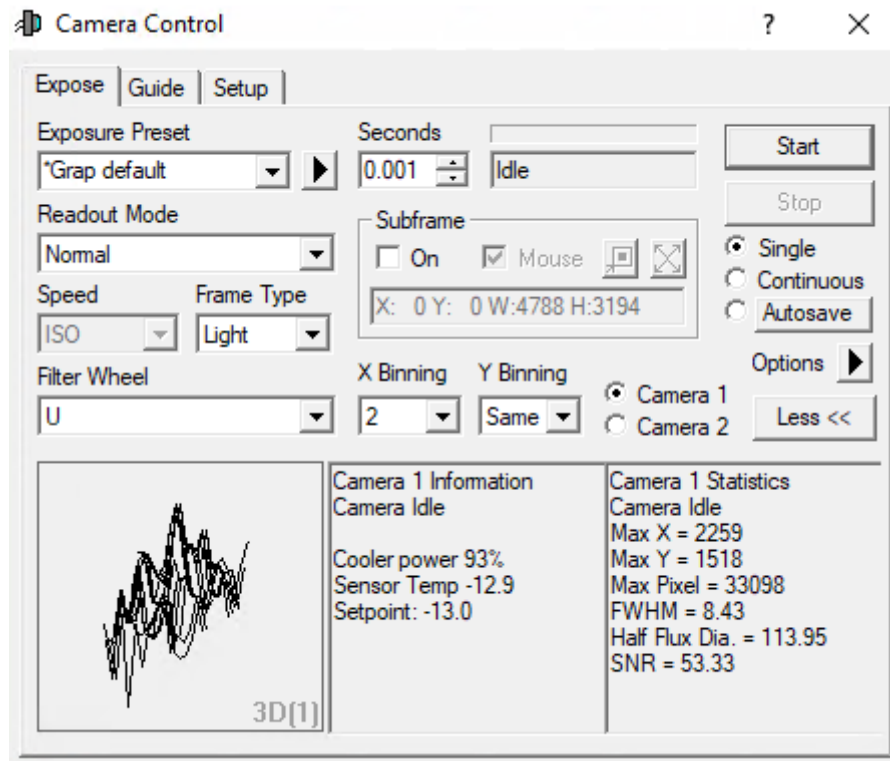 Camera Control ?
Expose Guide Setup
Exposure Preset
*Grap default
Seconds
0.001
Idle
Start
Stop
Readout Mode
Normal
Subframe
On Mouse
X: 0 Y: 0 W:4788 H:3194
Single
Continuous
Autosave
Speed
ISO
Frame Type
Light
Filter Wheel
U
X Binning
2
Y Binning
Same
Camera 1
Camera 2
Options
Less <<
3D(1)
Camera 1 Information
Camera Idle
Cooler power 93%
Sensor Temp -12.9
Setpoint: -13.0
Camera 1 Statistics
Camera Idle
Max X = 2259
Max Y = 1518
Max Pixel = 33098
FWHM = 8.43
Half Flux Dia. = 113.95
SNR = 53.33